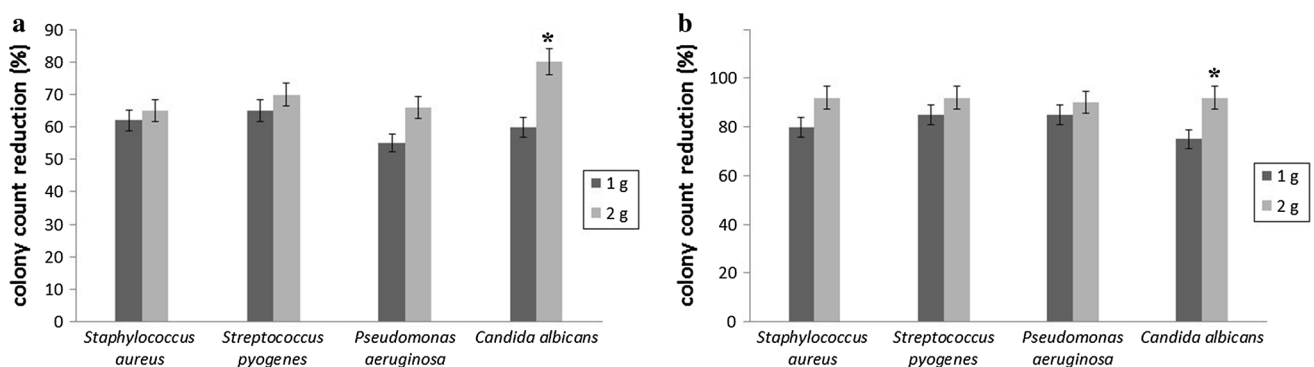 a
colony count reduction (%)
90
80
70
60
50
40
30
20
10
0
*
1 g
2 g
Staphylococcus aureus
Streptococcus pyogenes
Pseudomonas aeruginosa
Candida albicans
b
colony count reduction (%)
100
80
60
40
20
0
*
1 g
2 g
Staphylococcus aureus
Streptococcus pyogenes
Pseudomonas aeruginosa
Candida albicans